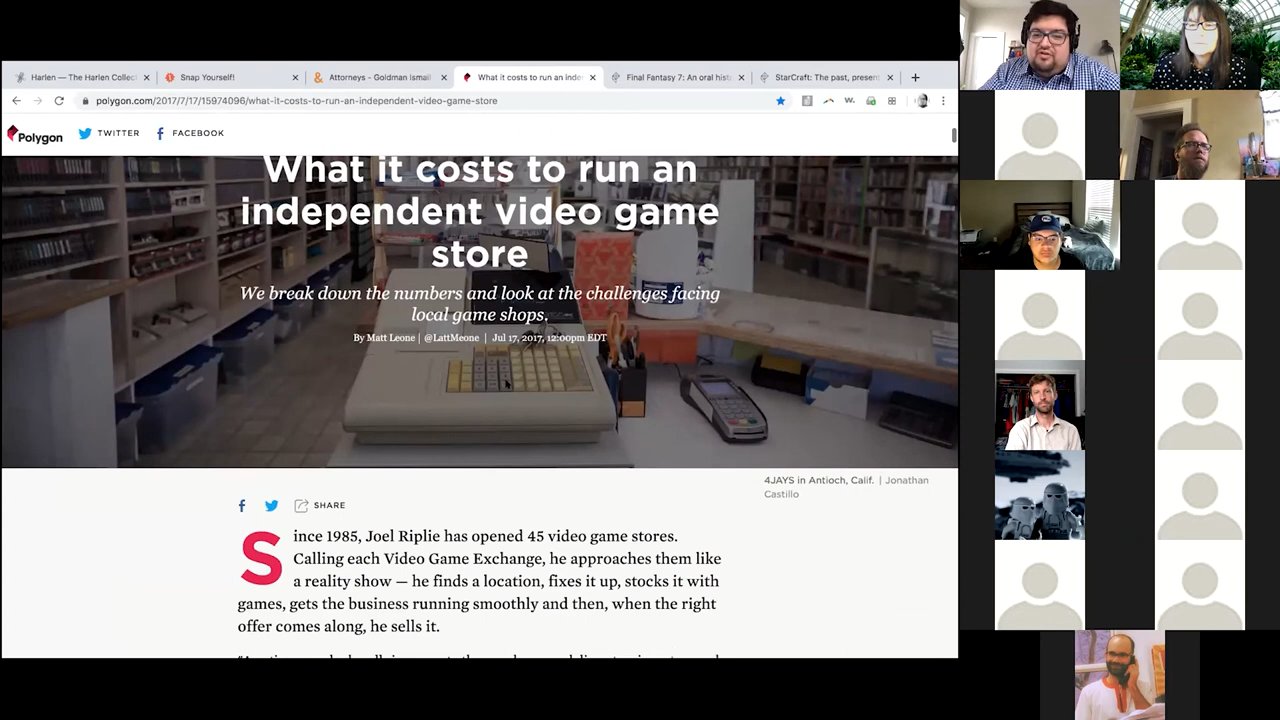 Harlen — The Harlen Collec
Snap Yourself!
Attorneys - Goldman Ismail
What it costs to run an inde
Final Fantasy 7: An oral hist
StarCraft: The past, present
polygon.com/2017/7/17/15974096/what-it-costs-to-run-an-independent-video-game-store
Polygon
TWITTER
FACEBOOK
What it costs to run an
independent video game
store
We break down the numbers and look at the challenges facing
local game shops.
By Matt Leone | @LattMeone | Jul 17, 2017, 12:00pm EDT
4JAYS in Antioch, Calif. | Jonathan
Castillo
SHARE
Since 1985, Joel Riplie has opened 45 video game stores.
Calling each Video Game Exchange, he approaches them like
a reality show — he finds a location, fixes it up, stocks it with
games, gets the business running smoothly and then, when the right
offer comes along, he sells it.